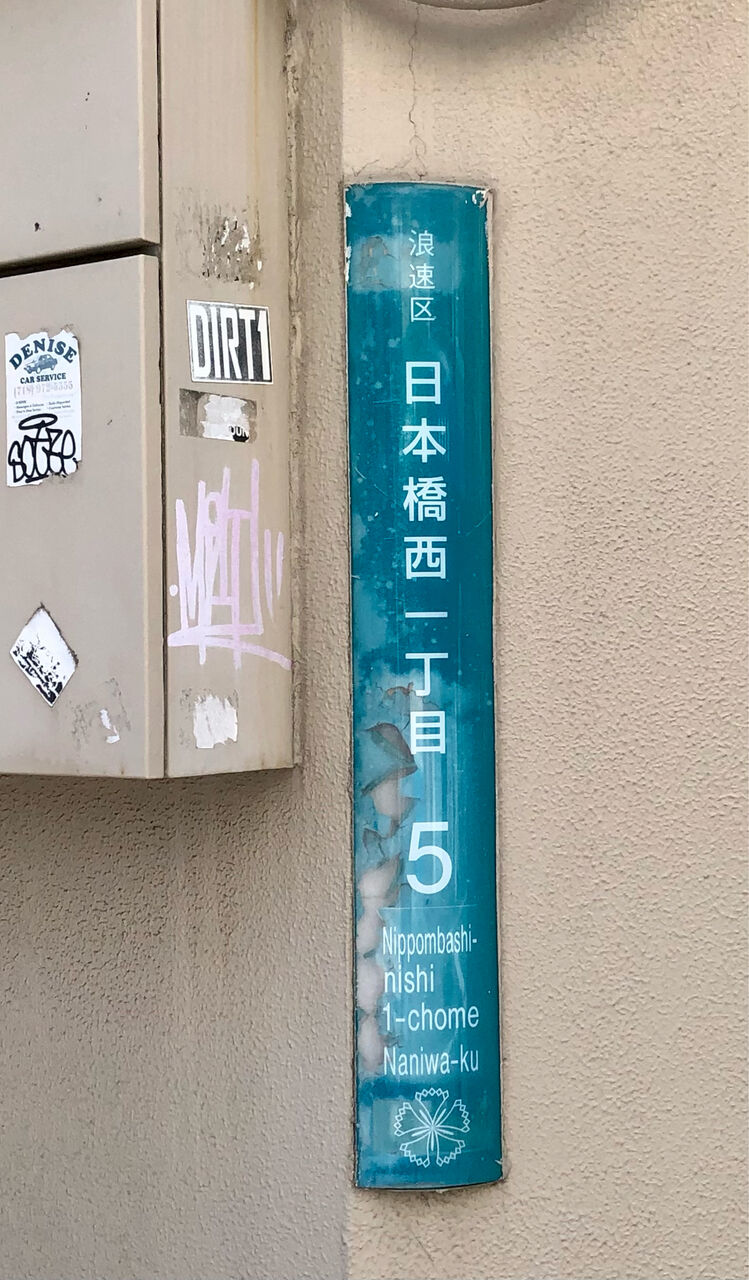 浪速区
日本橋西一丁目
5
Nippombashi-
nishi
1-chome
Naniwa-ku
DIRT1
DENISE
CAR SERVICE